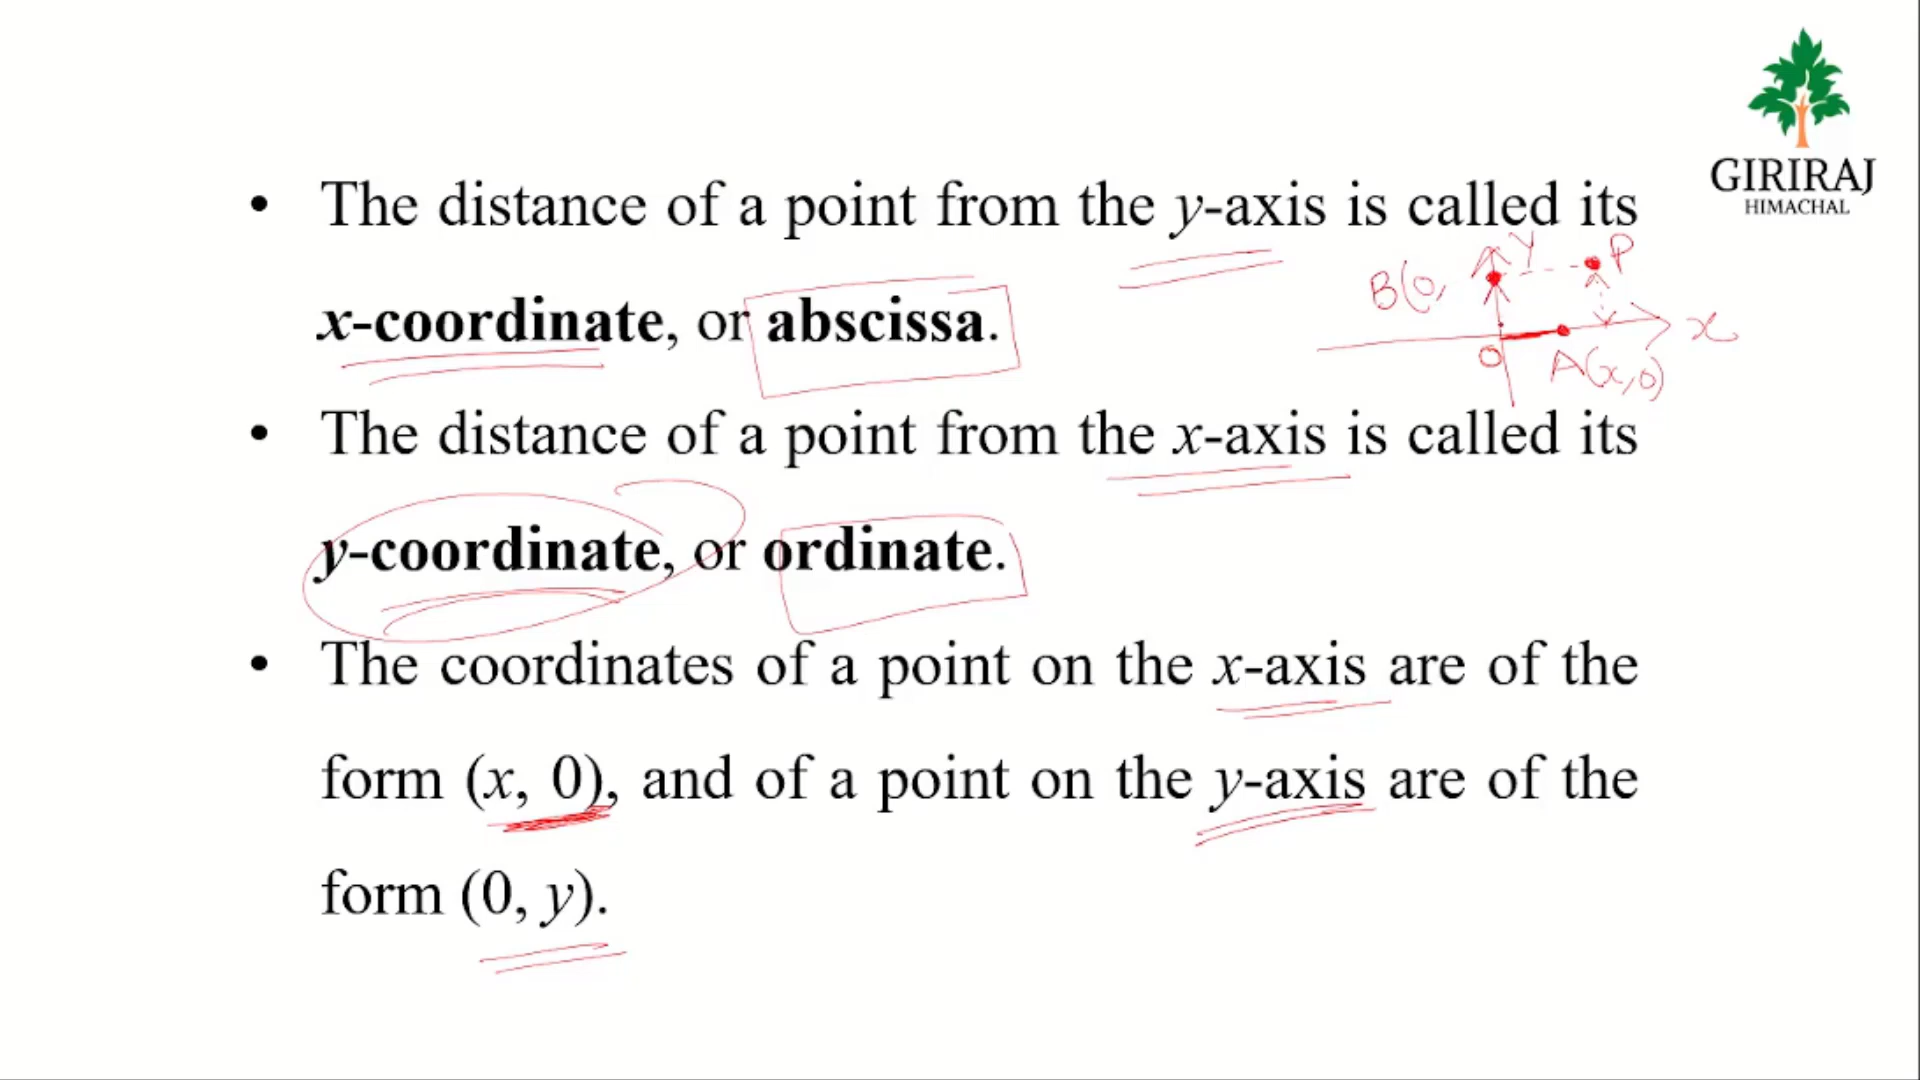 GIRIRAJ
HIMACHAL
• The distance of a point from the y-axis is called its
x-coordinate, or abscissa.
Y
P
B(0,
x
O
A(x,0)
• The distance of a point from the x-axis is called its
y-coordinate, or ordinate.
• The coordinates of a point on the x-axis are of the
form (x, 0), and of a point on the y-axis are of the
form (0, y).